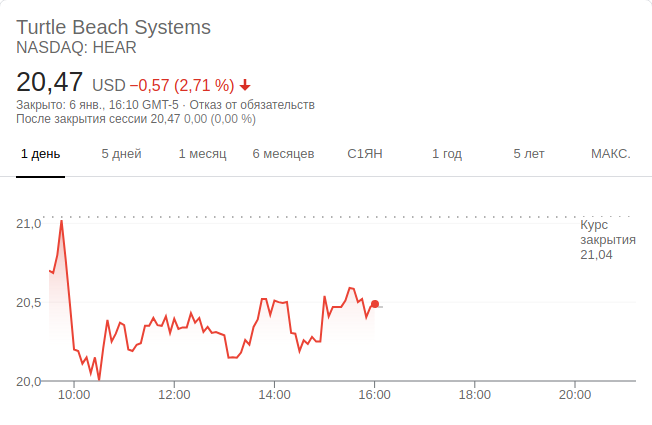 Turtle Beach Systems
NASDAQ: HEAR
20,47 USD −0,57 (2,71 %) ↓
Закрыто: 6 янв., 16:10 GMT-5 · Отказ от обязательств
После закрытия сессии 20,47 0,00 (0,00 %)
1 день 5 дней 1 месяц 6 месяцев С1ЯН 1 год 5 лет МАКС.
21,0
Курс
закрытия
21,04
20,5
20,0
10:00 12:00 14:00 16:00 18:00 20:00